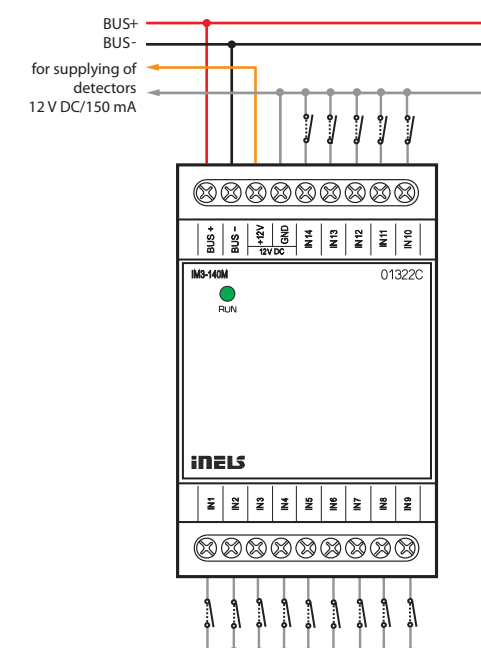 BUS+
BUS-
for supplying of
detectors
12 V DC/150 mA
BUS +
BUS −
+12V
GND
12V DC
IN14
IN13
IN12
IN11
IN10
IM3-140M
01322C
RUN
inELS
IN1
IN2
IN3
IN4
IN5
IN6
IN7
IN8
IN9